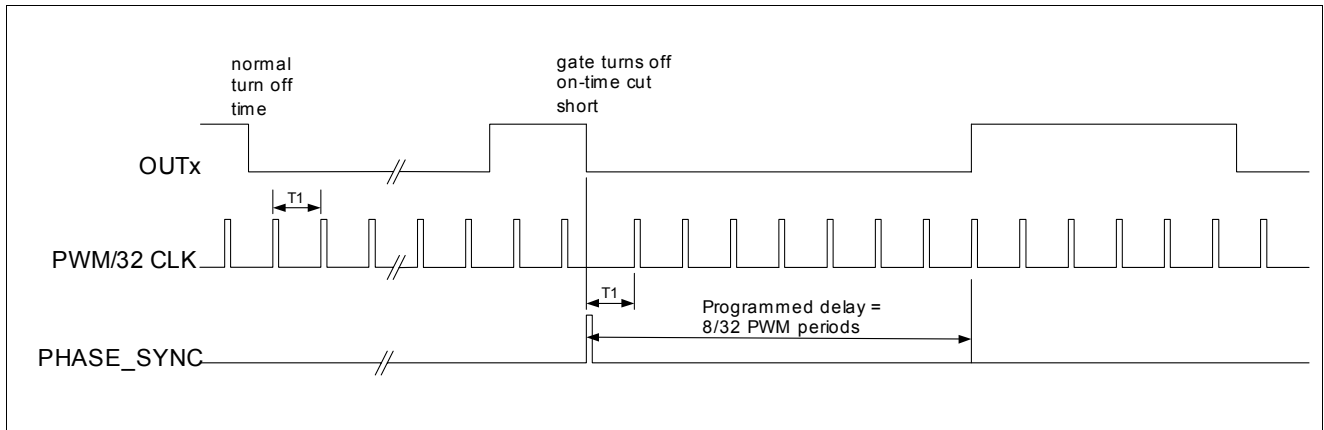 normal
turn off
time
gate turns off
on-time cut
short
OUTx
T1
PWM/32 CLK
T1
Programmed delay =
8/32 PWM periods
PHASE_SYNC